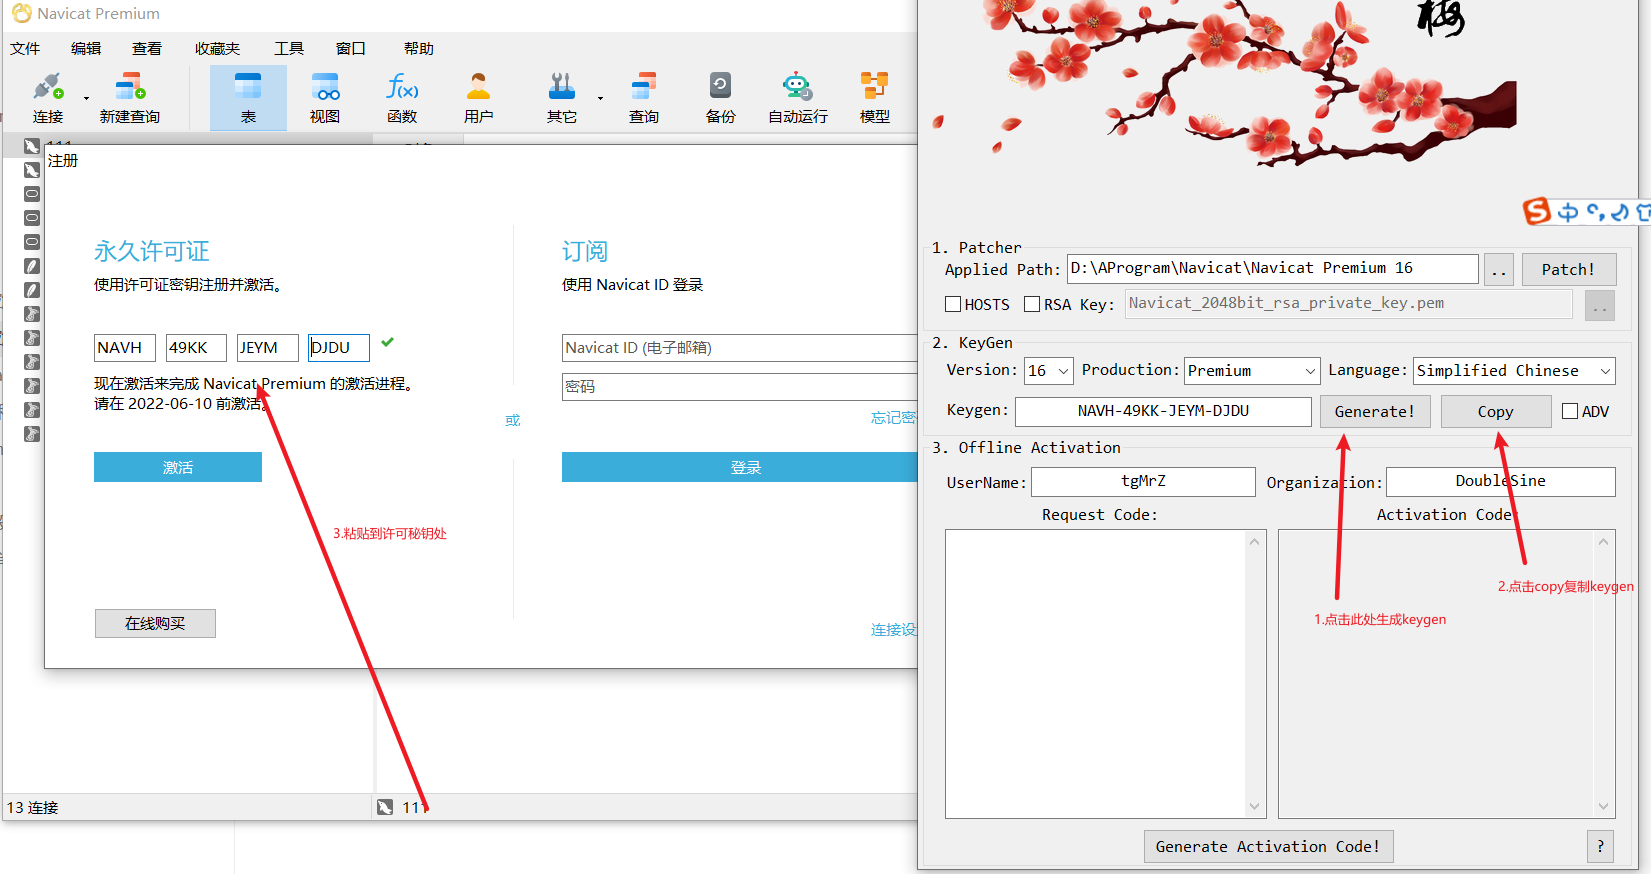 Navicat Premium
文件 编辑 查看 收藏夹 工具 窗口 帮助
连接 新建查询 表 视图 函数 用户 其它 查询 备份 自动运行 模型
注册
永久许可证
使用许可证密钥注册并激活。
NAVH 49KK JEYM DJDU
现在激活来完成 Navicat Premium 的激活进程。
请在 2022-06-10 前激活。
激活
在线购买
或
订阅
使用 Navicat ID 登录
Navicat ID (电子邮箱)
密码
忘记密
登录
连接设
3.粘贴到许可秘钥处
13 连接
111
梅
中
1. Patcher
Applied Path: D:\AProgram\Navicat\Navicat Premium 16 .. Patch!
HOSTS RSA Key: Navicat_2048bit_rsa_private_key.pem ..
2. KeyGen
Version: 16 Production: Premium Language: Simplified Chinese
Keygen: NAVH-49KK-JEYM-DJDU Generate! Copy ADV
3. Offline Activation
UserName: tgMrZ Organization: DoubleSine
Request Code: Activation Code:
2.点击copy复制keygen
1.点击此处生成keygen
Generate Activation Code! ?